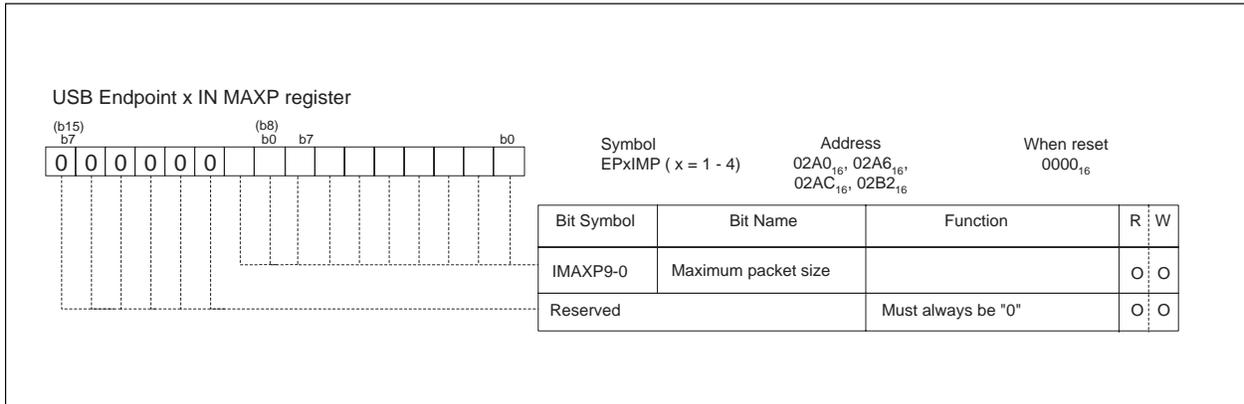 USB Endpoint x IN MAXP register
(b15) (b8)
b7 b0 b7 b0
0 0 0 0 0 0
Symbol Address When reset
EPxIMP ( x = 1 - 4) 02A0₁₆, 02A6₁₆, 0000₁₆
02AC₁₆, 02B2₁₆
Bit Symbol Bit Name Function R W
IMAXP9-0 Maximum packet size O O
Reserved Must always be "0" O O